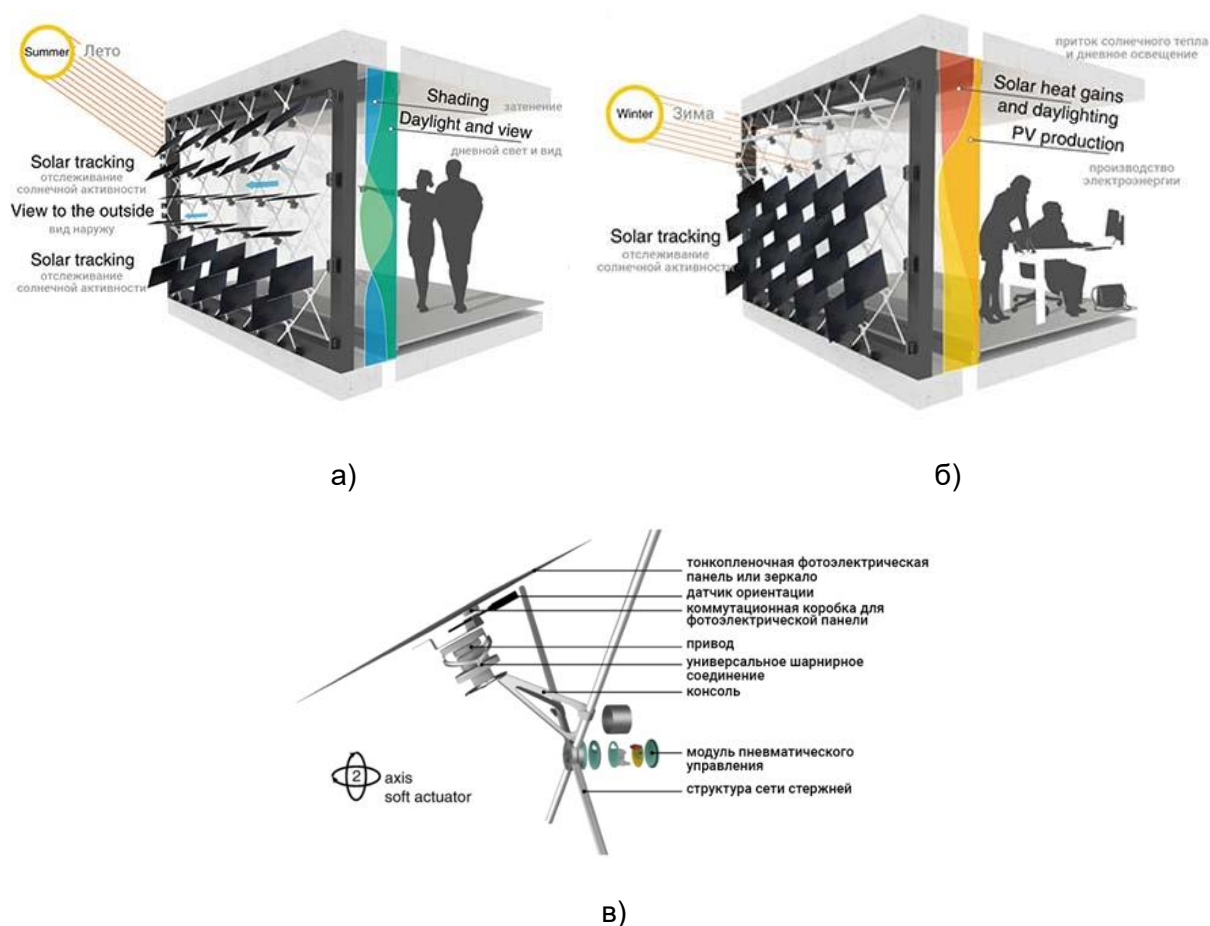 Summer
Лето
Shading
затенение
Daylight and view
дневной свет и вид
Solar tracking
отслеживание
солнечной активности
View to the outside
вид наружу
Solar tracking
отслеживание
солнечной активности
а)
приток солнечного тепла
и дневное освещение
Winter
Зима
Solar heat gains
and daylighting
PV production
производство
электроэнергии
Solar tracking
отслеживание
солнечной активности
б)
тонкопленочная фотоэлектрическая
панель или зеркало
датчик ориентации
коммутационная коробка для
фотоэлектрической панели
привод
универсальное шарнирное
соединение
консоль
модуль пневматического
управления
структура сети стержней
2
axis
soft actuator
в)